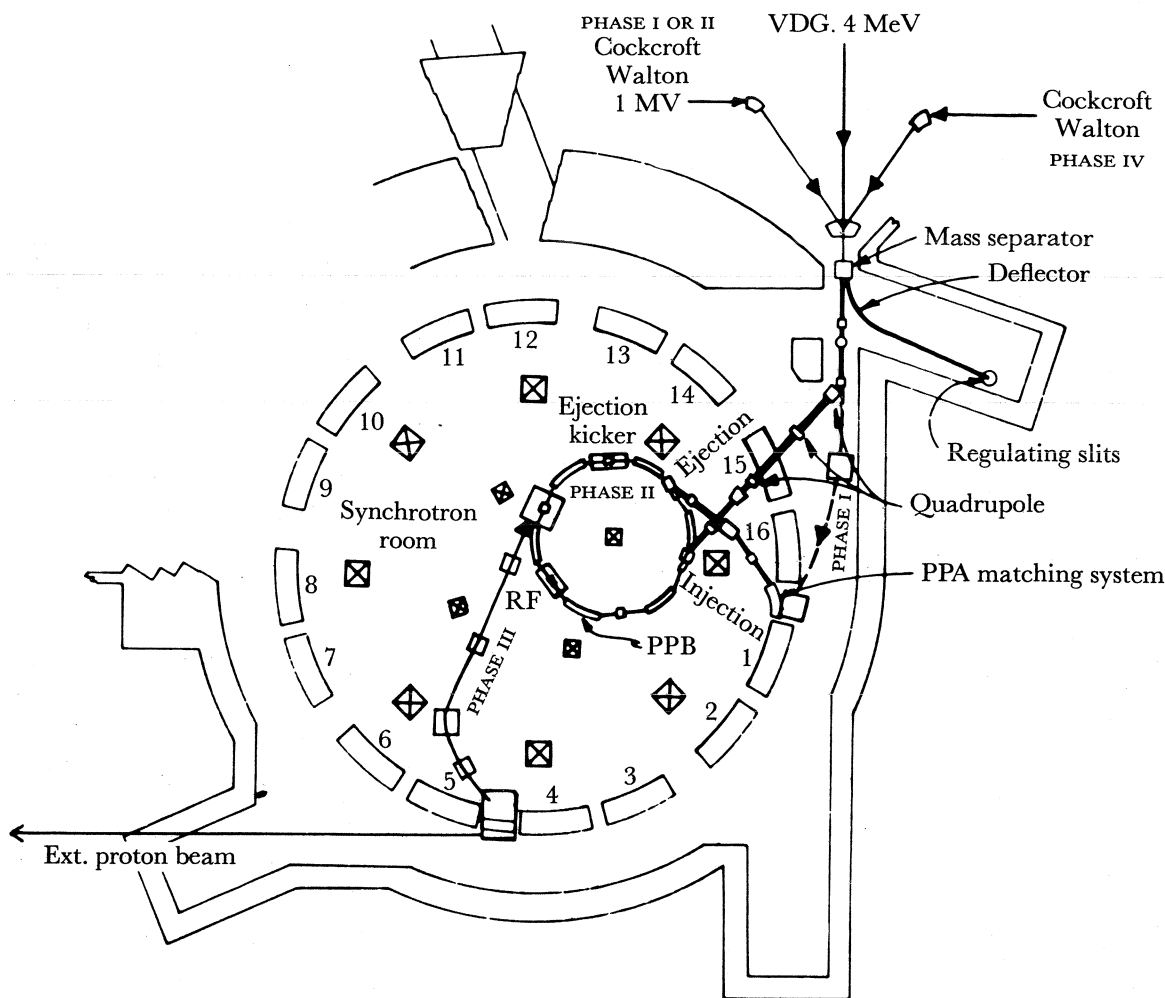 PHASE I OR II
Cockcroft
Walton
1 MV
VDG. 4 MeV
Cockcroft
Walton
PHASE IV
Mass separator
Deflector
Regulating slits
Quadrupole
PHASE I
PPA matching system
Ejection
kicker
Ejection
PHASE II
Synchrotron
room
RF
Injection
PPB
PHASE III
Ext. proton beam
1
2
3
4
5
6
7
8
9
10
11
12
13
14
15
16